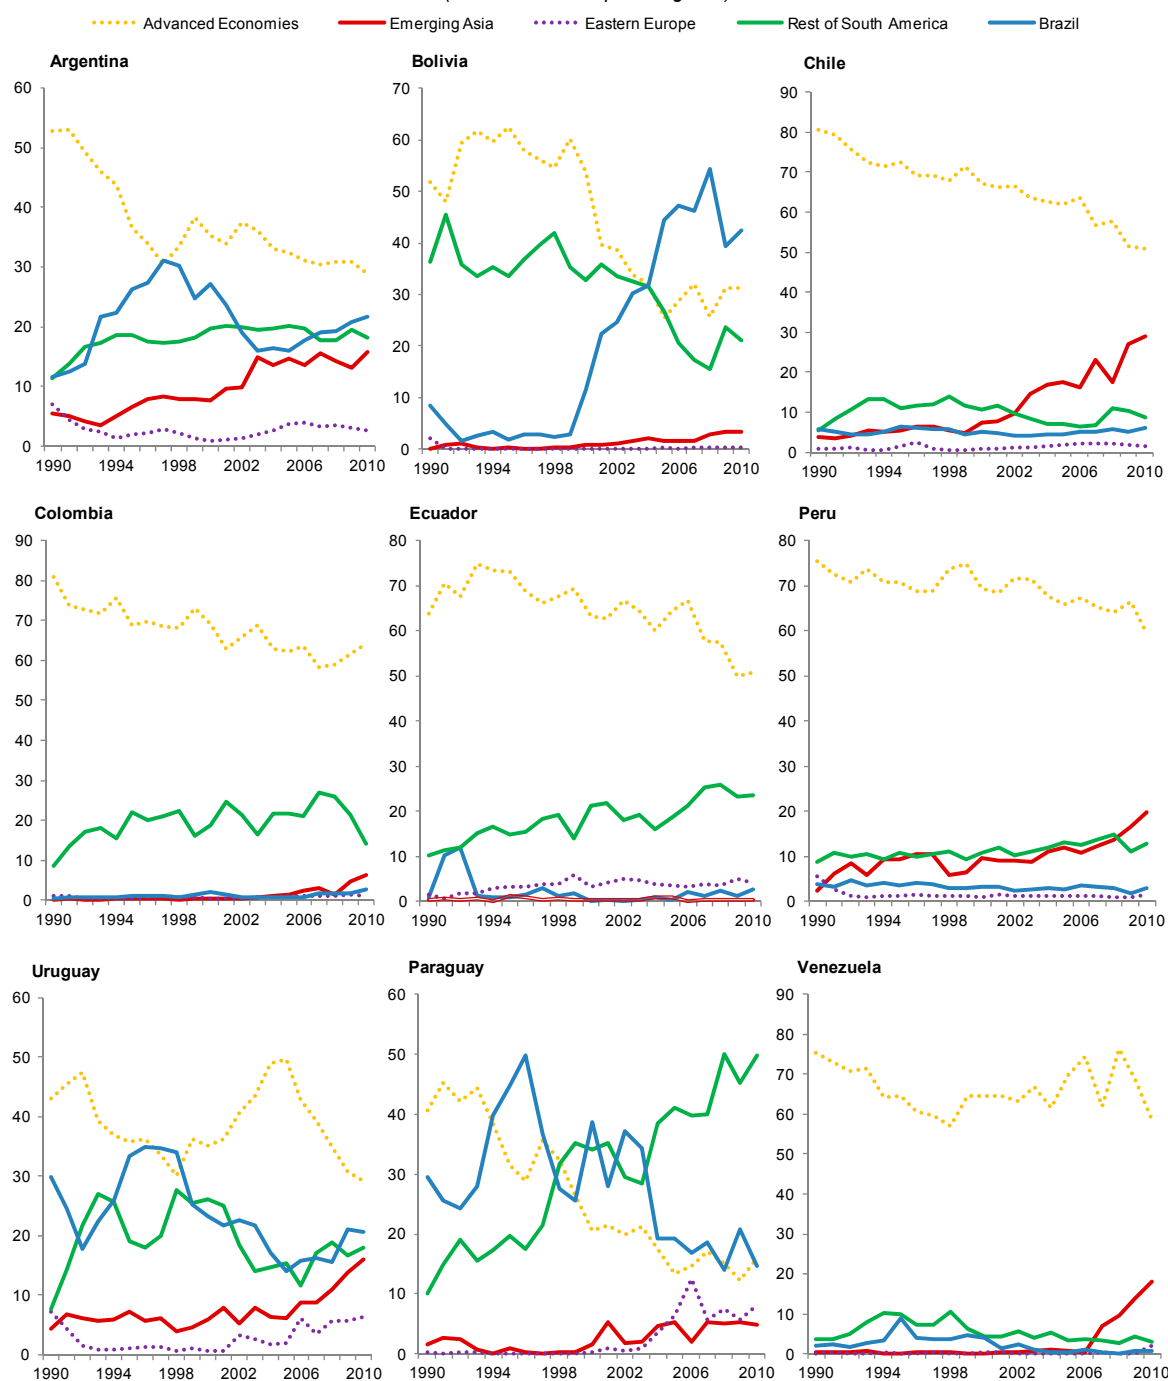 Advanced Economies Emerging Asia Eastern Europe Rest of South America Brazil
Argentina Bolivia Chile
60 70 90
50 60 80
40 50 70
30 40 60
20 30 50
10 20 40
0 10 30
0 20
10
0
1990 1994 1998 2002 2006 2010
1990 1994 1998 2002 2006 2010
1990 1994 1998 2002 2006 2010
Colombia Ecuador Peru
90 80 80
80 70 70
70 60 60
60 50 50
50 40 40
40 30 30
30 20 20
20 10 10
10 0 0
0
1990 1994 1998 2002 2006 2010
1990 1994 1998 2002 2006 2010
1990 1994 1998 2002 2006 2010
Uruguay Paraguay Venezuela
60 60 90
50 50 80
40 40 70
30 30 60
20 20 50
10 10 40
0 0 30
20
10
0
1990 1994 1998 2002 2006 2010
1990 1994 1998 2002 2006 2010
1990 1994 1998 2002 2006 2010